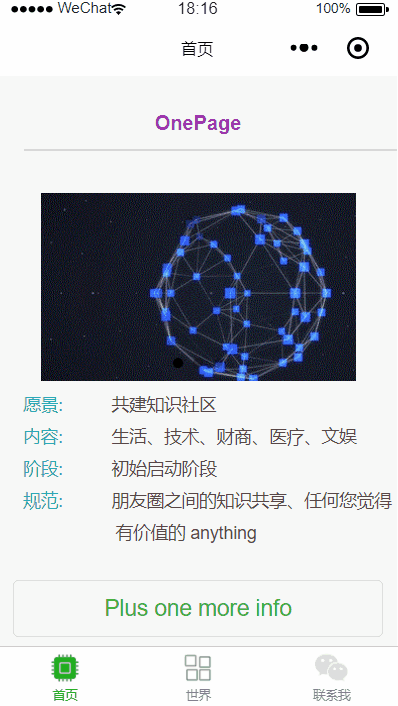 WeChat 18:16 100%
首页
OnePage
愿景: 共建知识社区
内容: 生活、技术、财商、医疗、文娱
阶段: 初始启动阶段
规范: 朋友圈之间的知识共享、任何您觉得
有价值的 anything
Plus one more info
首页 世界 联系我